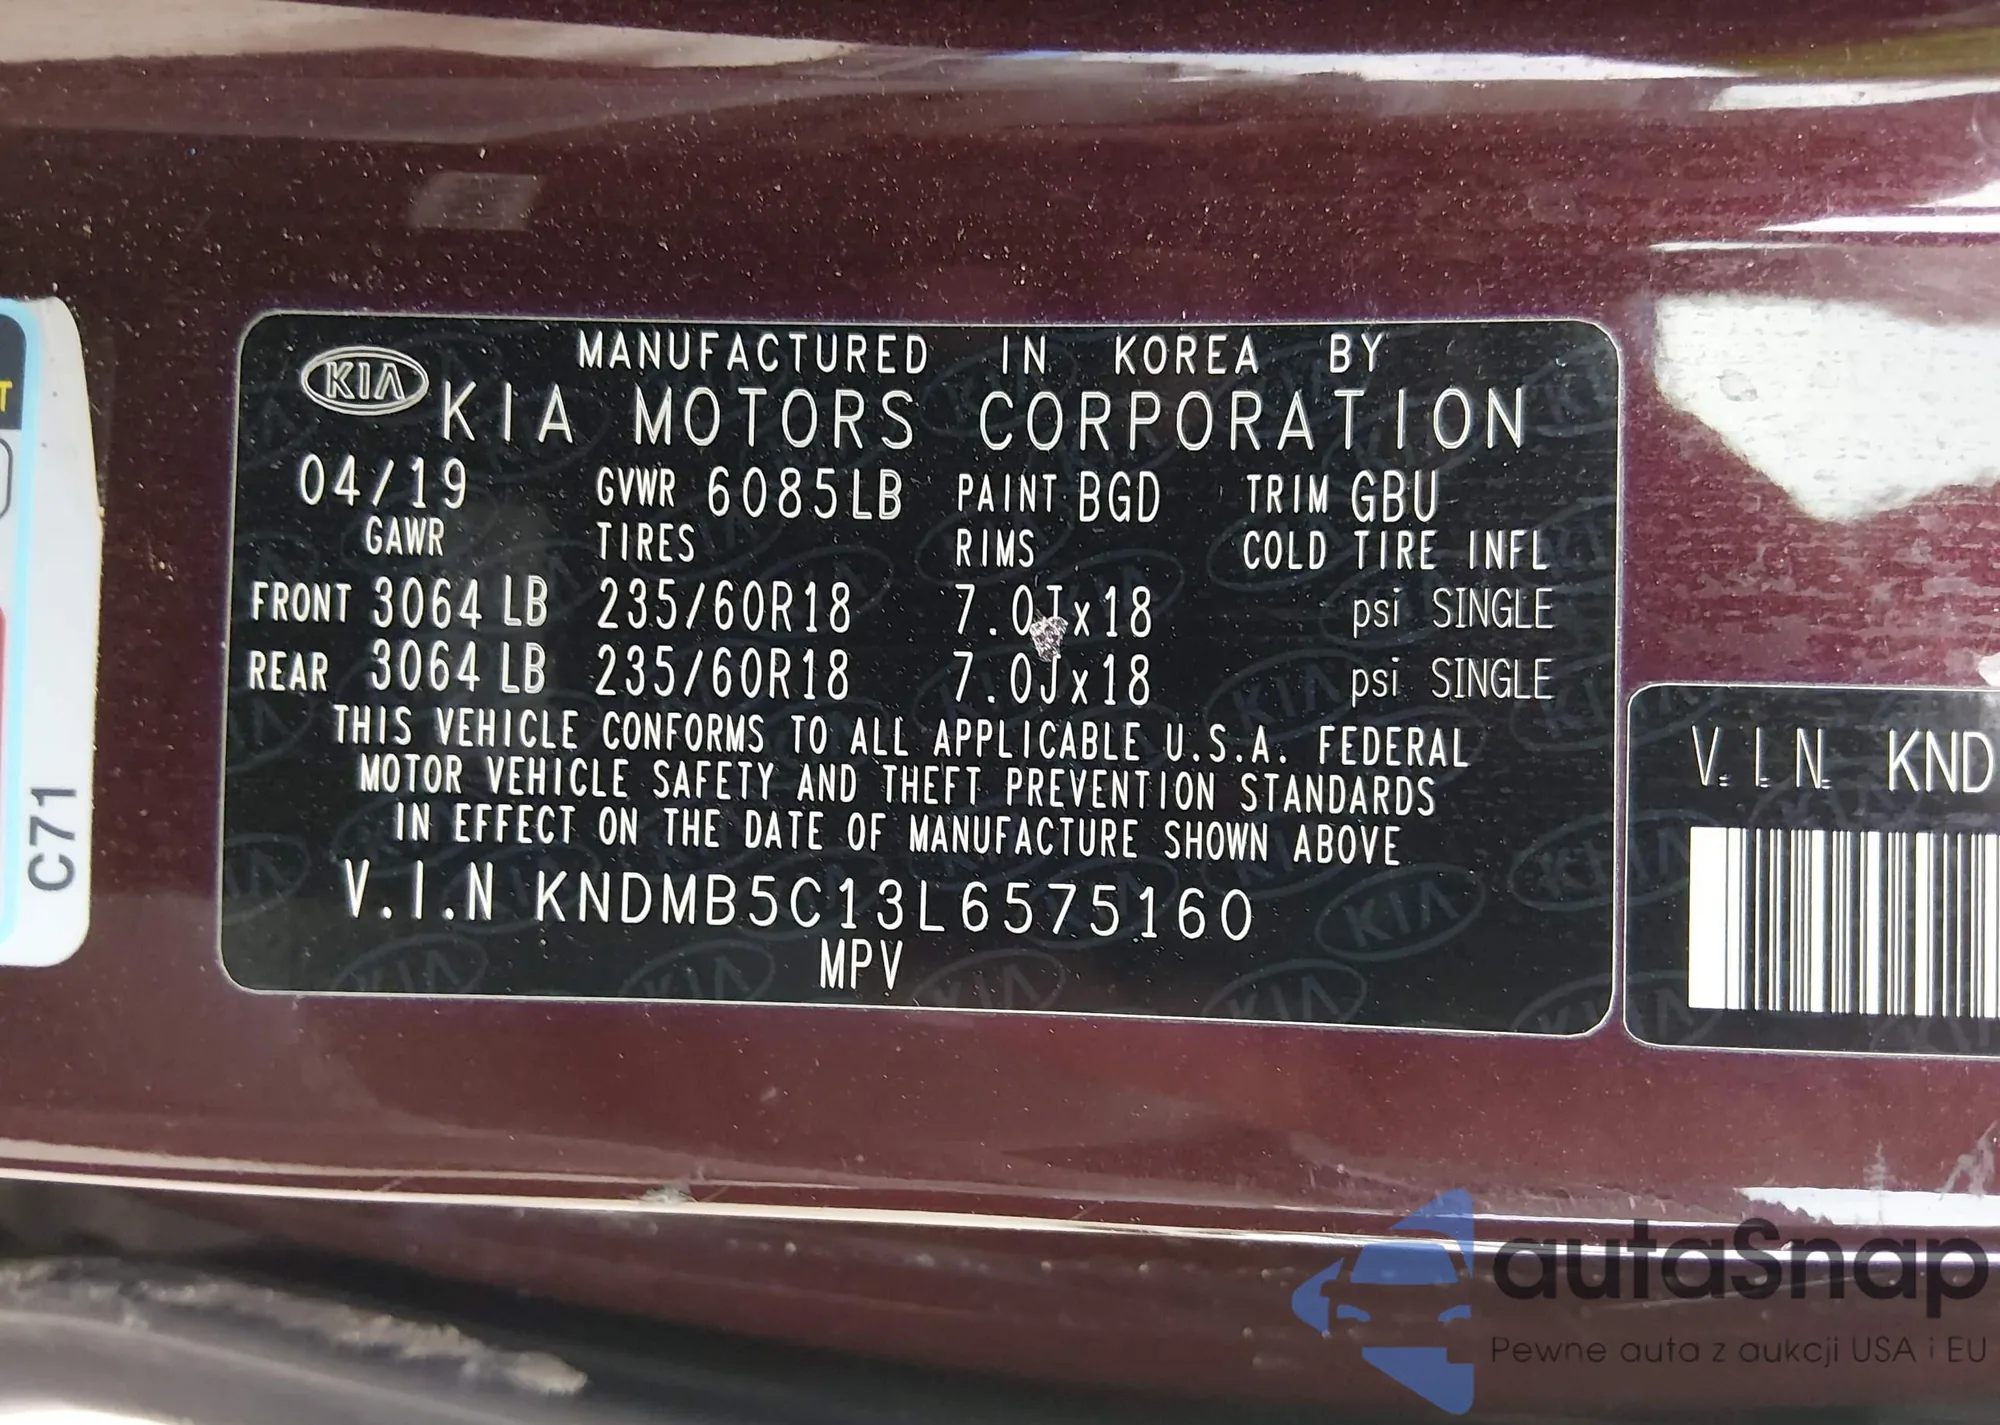 MANUFACTURED IN KOREA BY
KIA KIA MOTORS CORPORATION
04/19 GVWR 6085LB PAINT BGD TRIM GBU
GAWR TIRES RIMS COLD TIRE INFL
FRONT 3064 LB 235/60R18 7.0J x 18 psi SINGLE
REAR 3064 LB 235/60R18 7.0J x 18 psi SINGLE
THIS VEHICLE CONFORMS TO ALL APPLICABLE U.S.A. FEDERAL
MOTOR VEHICLE SAFETY AND THEFT PREVENTION STANDARDS
IN EFFECT ON THE DATE OF MANUFACTURE SHOWN ABOVE
V.I.N KNDMB5C13L6575160
MPV
V.I.N. KND
C71
T
autaSnap
Pewne auta z aukcji USA i EU